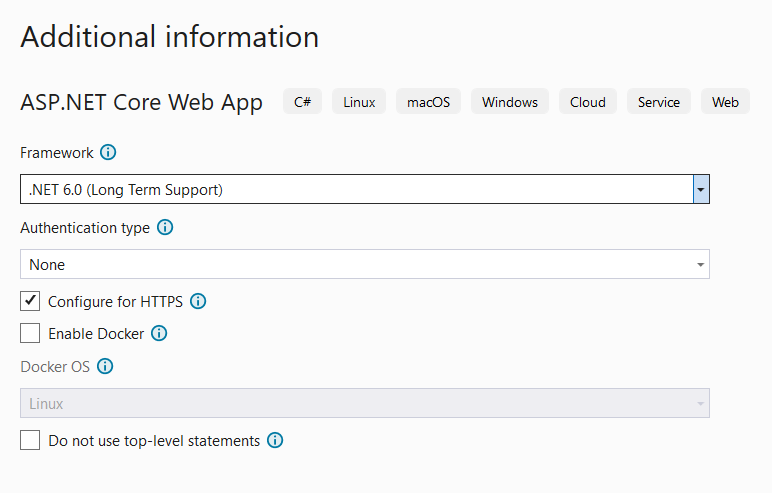 Additional information
ASP.NET Core Web App C# Linux macOS Windows Cloud Service Web
Framework
.NET 6.0 (Long Term Support)
Authentication type
None
Configure for HTTPS
Enable Docker
Docker OS
Linux
Do not use top-level statements